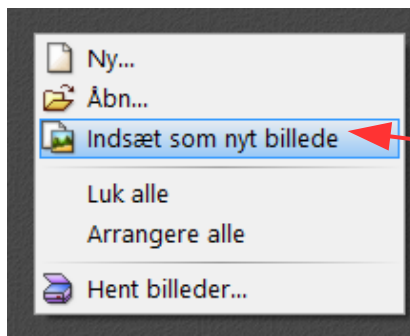 Ny...
Åbn...
Indsæt som nyt billede
Luk alle
Arrangere alle
Hent billeder...